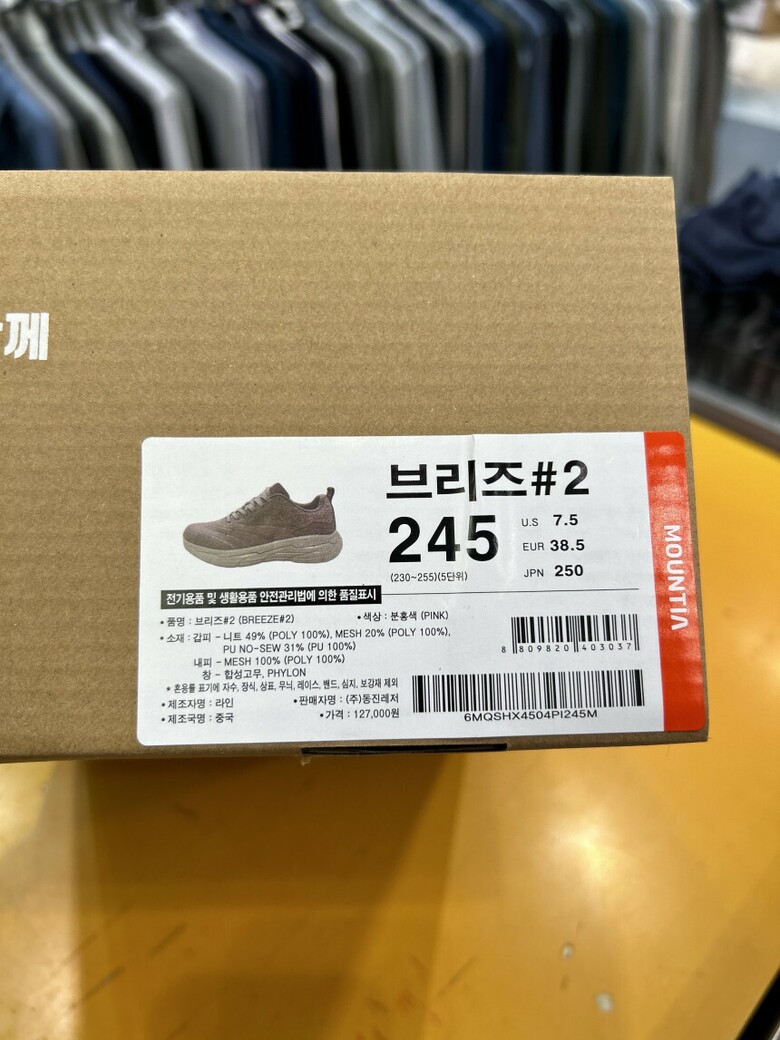 께
브리즈#2
245
U.S 7.5
EUR 38.5
JPN 250
(230~255)(5단위)
전기용품 및 생활용품 안전관리법에 의한 품질표시
• 품명 : 브리즈#2 (BREEZE#2) • 색상 : 분홍색 (PINK)
• 소재 : 갑피 - 니트 49% (POLY 100%), MESH 20% (POLY 100%),
PU NO-SEW 31% (PU 100%)
내피 - MESH 100% (POLY 100%)
창 - 합성고무, PHYLON
* 혼용률 표기에 자수, 장식, 상표, 무늬, 레이스, 밴드, 심지, 보강재 제외
• 제조자명 : 라인 • 판매자명 : (주)동진레저
• 제조국명 : 중국 • 가격 : 127,000원
8 809820 403037
6MQSHX4504PI245M
MOUNTIA